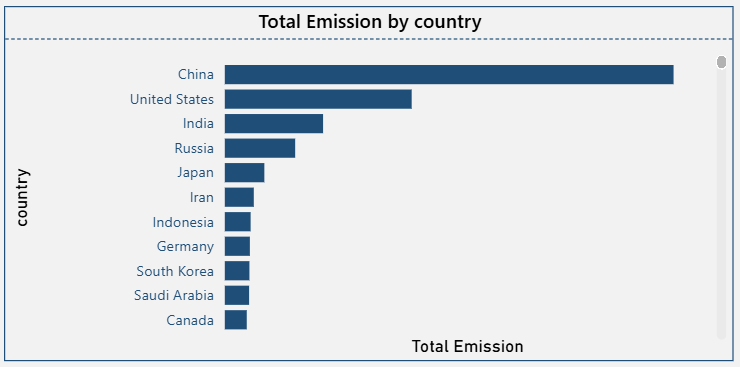 Total Emission by country
China
United States
India
Russia
Japan
Iran
Indonesia
Germany
South Korea
Saudi Arabia
Canada
country
Total Emission